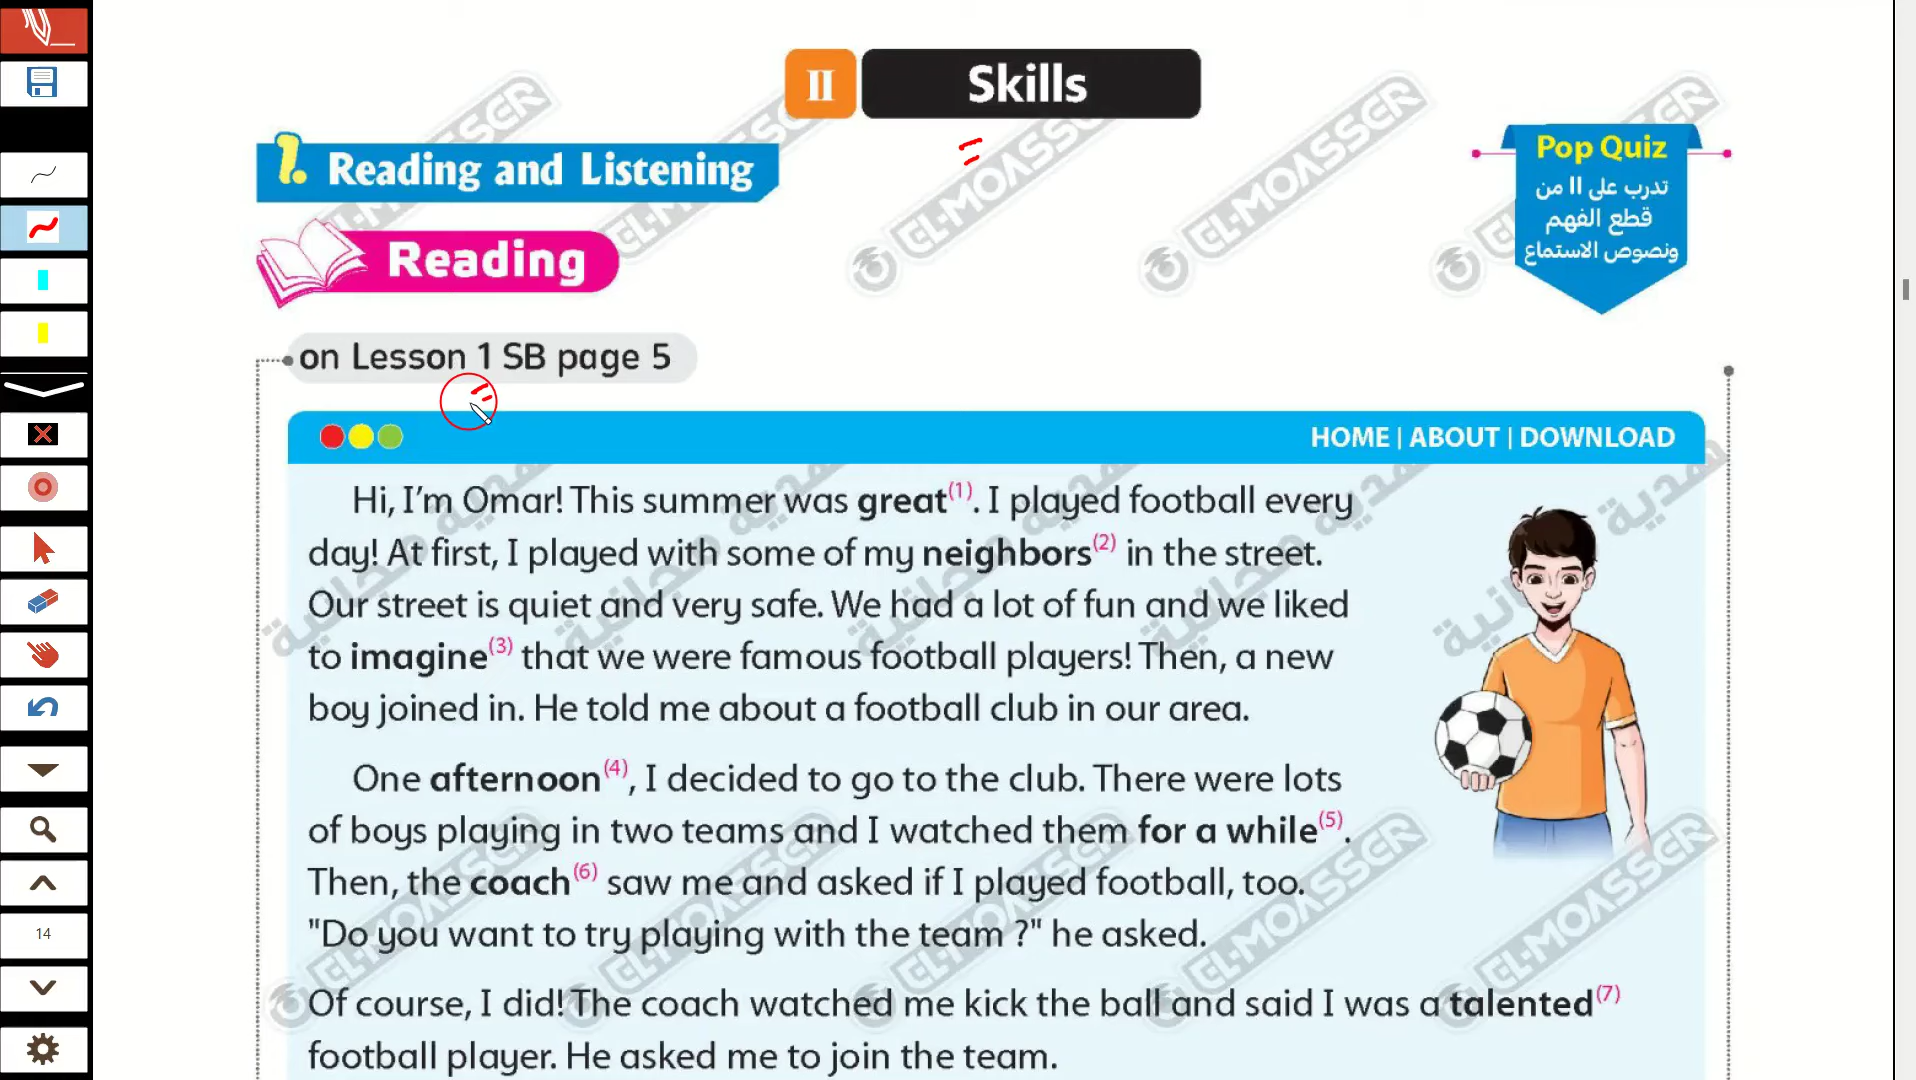 II Skills
1. Reading and Listening
Pop Quiz
تدرب على 11 من
قطع الفهم
ونصوص الاستماع
Reading
on Lesson 1 SB page 5
HOME | ABOUT | DOWNLOAD
Hi, I'm Omar! This summer was great(1). I played football every
day! At first, I played with some of my neighbors(2) in the street.
Our street is quiet and very safe. We had a lot of fun and we liked
to imagine(3) that we were famous football players! Then, a new
boy joined in. He told me about a football club in our area.
One afternoon(4), I decided to go to the club. There were lots
of boys playing in two teams and I watched them for a while(5).
Then, the coach(6) saw me and asked if I played football, too.
"Do you want to try playing with the team ?" he asked.
Of course, I did! The coach watched me kick the ball and said I was a talented(7)
football player. He asked me to join the team.
14
EL-MOASSER
هدية مجانية